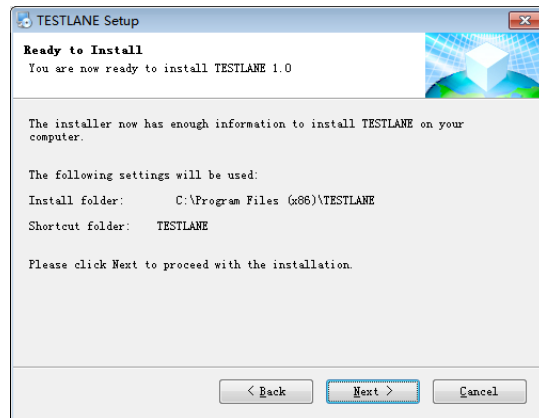 TESTLANE Setup
Ready to Install
You are now ready to install TESTLANE 1.0
The installer now has enough information to install TESTLANE on your
computer.
The following settings will be used:
Install folder: C:\Program Files (x86)\TESTLANE
Shortcut folder: TESTLANE
Please click Next to proceed with the installation.
< Back Next > Cancel